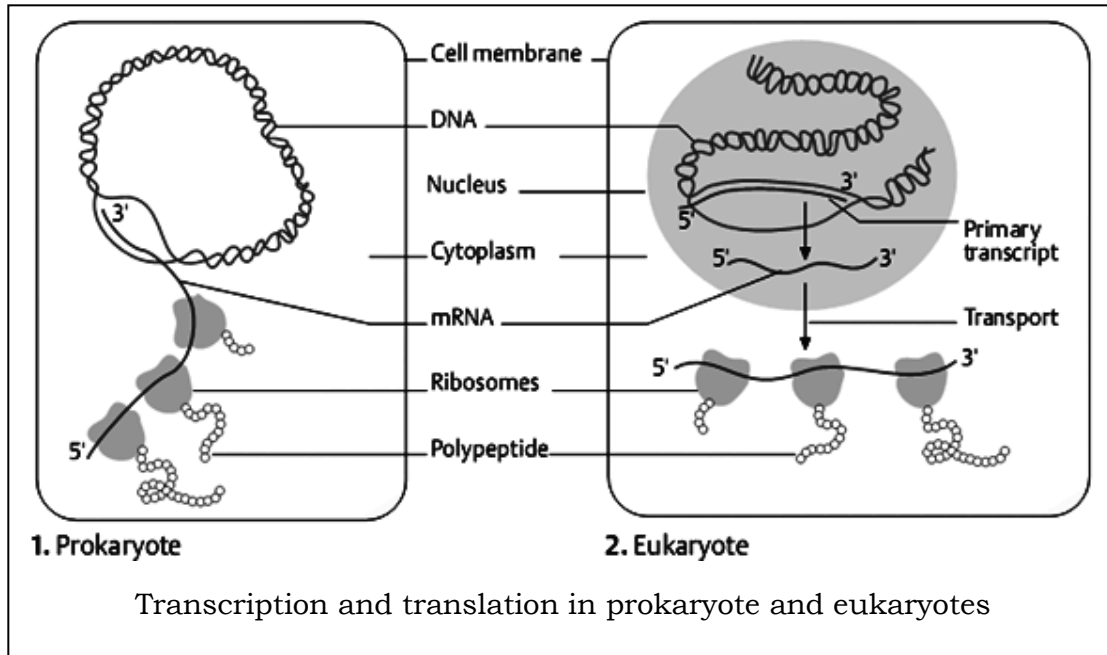 Cell membrane
DNA
Nucleus
3'
3'
5'
Primary
transcript
Cytoplasm
5'
3'
mRNA
Transport
5'
3'
Ribosomes
5'
Polypeptide
1. Prokaryote
2. Eukaryote
Transcription and translation in prokaryote and eukaryotes